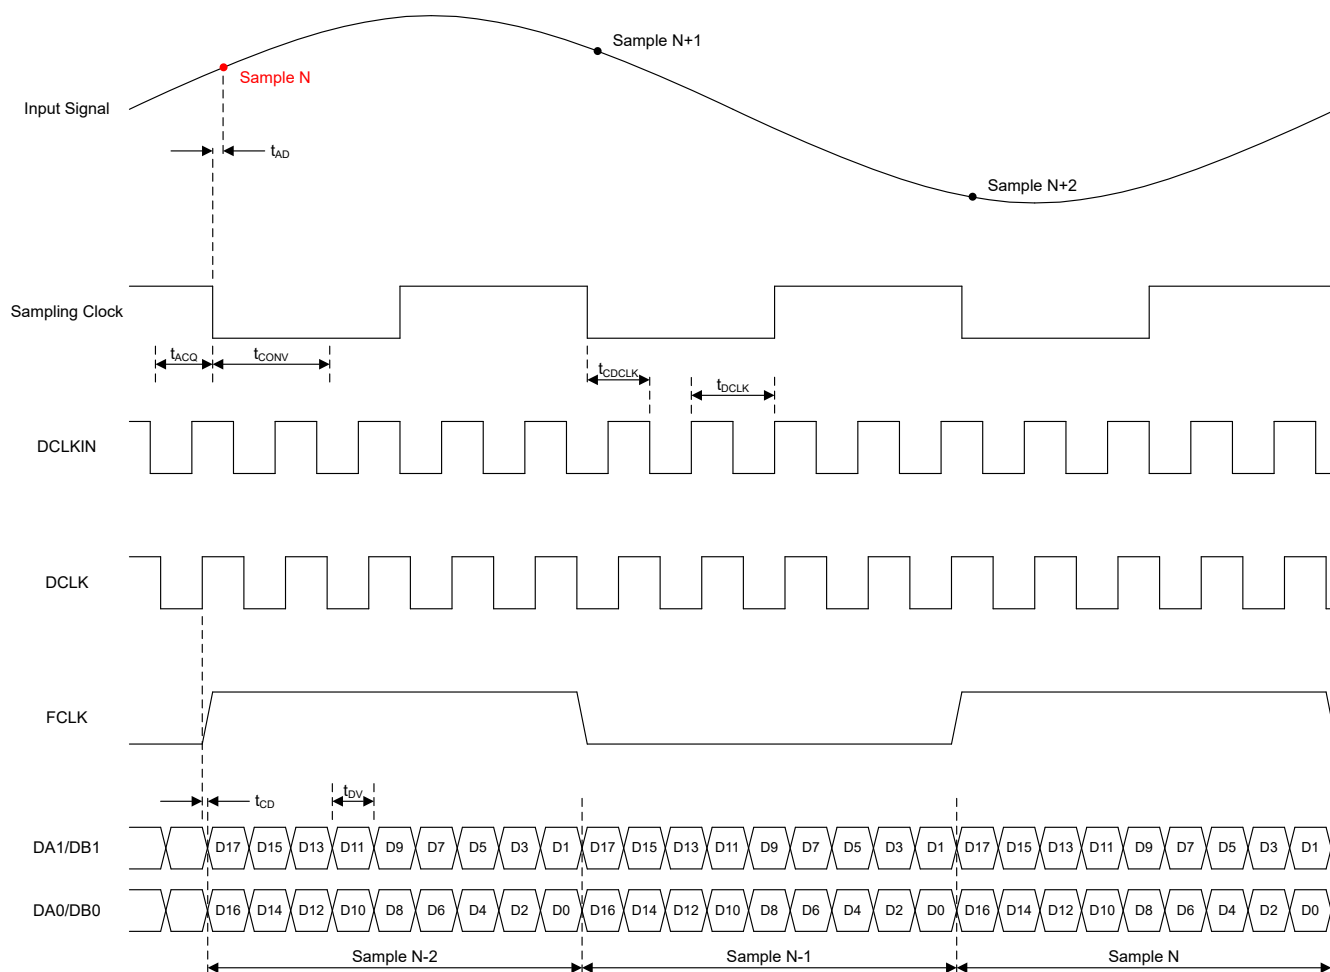 Sample N+1
Sample N
Input Signal
tAD
Sample N+2
Sampling Clock
tACQ tCONV
tCDCLK tDCLK
DCLKIN
DCLK
FCLK
tCD tDV
DA1/DB1 D17 D15 D13 D11 D9 D7 D5 D3 D1 D17 D15 D13 D11 D9 D7 D5 D3 D1 D17 D15 D13 D11 D9 D7 D5 D3 D1
DA0/DB0 D16 D14 D12 D10 D8 D6 D4 D2 D0 D16 D14 D12 D10 D8 D6 D4 D2 D0 D16 D14 D12 D10 D8 D6 D4 D2 D0
Sample N-2 Sample N-1 Sample N